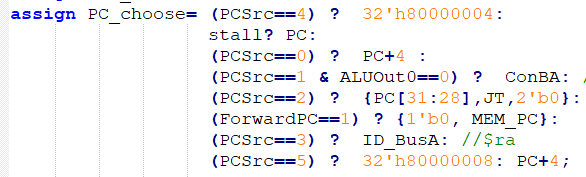 assign PC_choose= (PCSrc==4) ? 32'h80000004:
stall? PC:
(PCSrc==0) ? PC+4 :
(PCSrc==1 & ALUOut0==0) ? ConBA: /
(PCSrc==2) ? {PC[31:28],JT,2'b0}:
(ForwardPC==1) ? {1'b0, MEM_PC}:
(PCSrc==3) ? ID_BusA: //$ra
(PCSrc==5) ? 32'h80000008: PC+4;